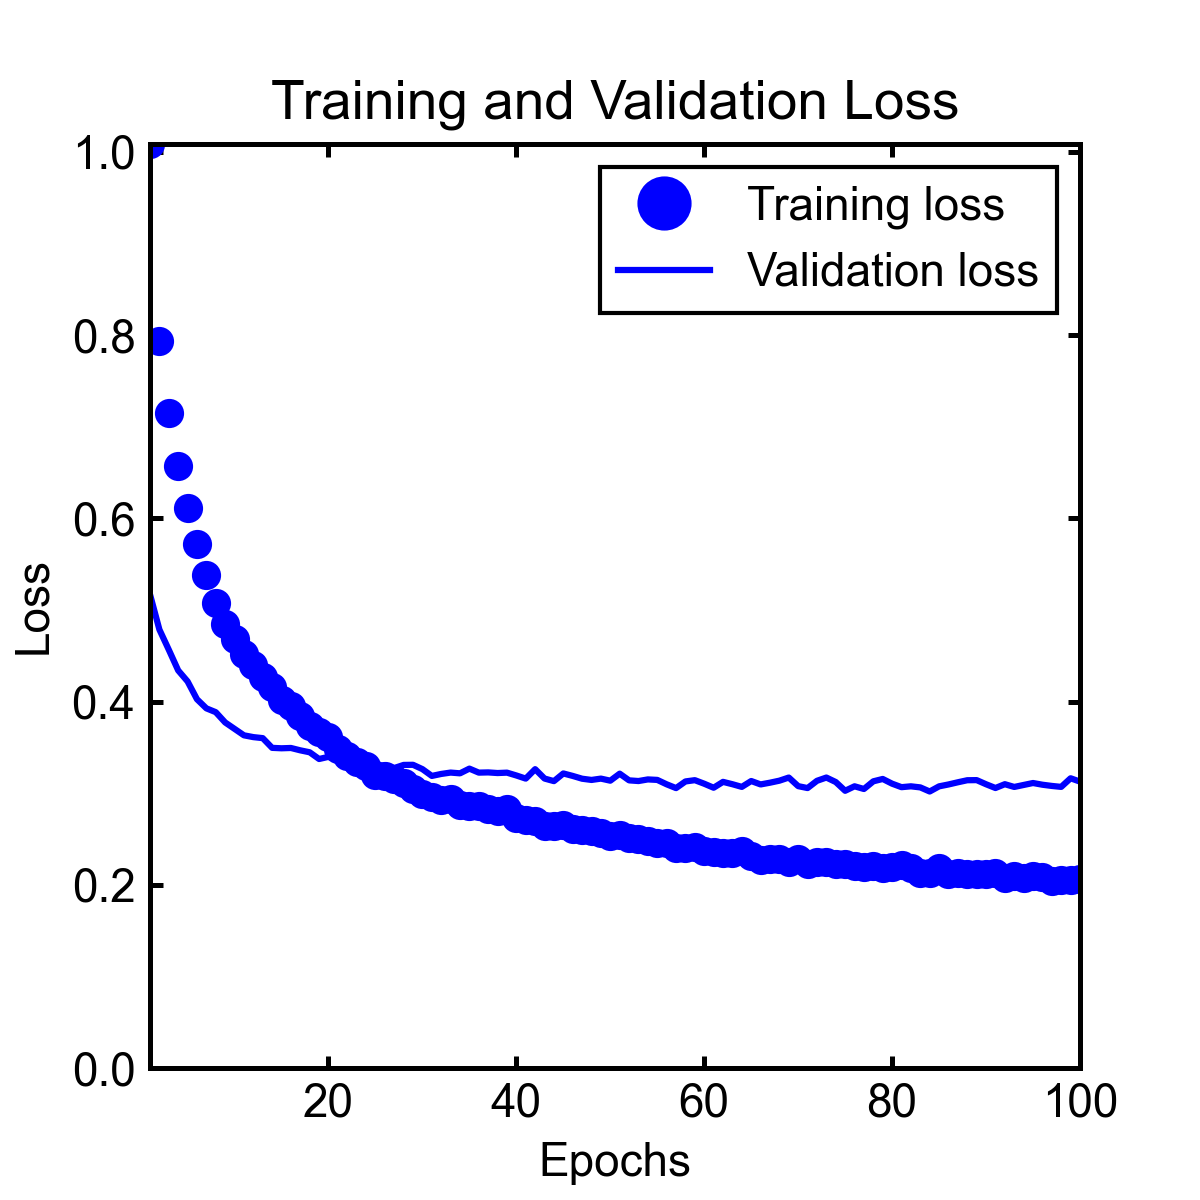 Training and Validation Loss
1.0
Training loss
Validation loss
0.8
0.6
Loss
0.4
0.2
0.0
20 40 60 80 100
Epochs